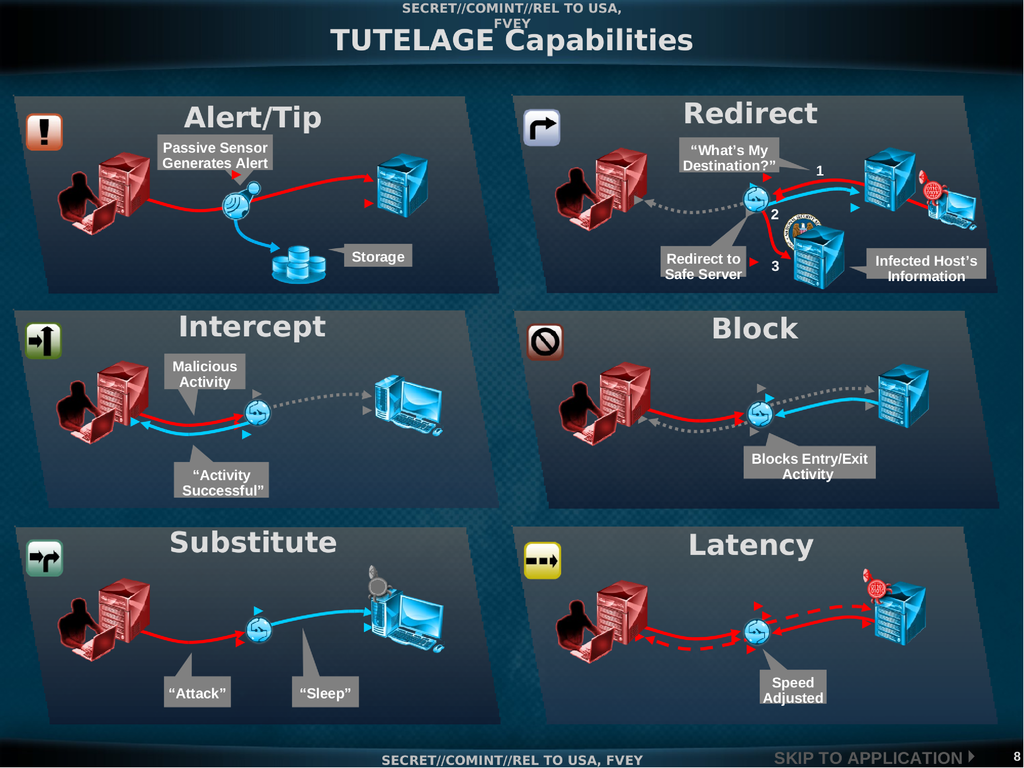 SECRET//COMINT//REL TO USA,
FVEY
TUTELAGE Capabilities
Alert/Tip
Passive Sensor
Generates Alert
Storage
Redirect
“What’s My
Destination?”
1
2
3
Redirect to
Safe Server
Infected Host’s
Information
Intercept
Malicious
Activity
“Activity
Successful”
Block
Blocks Entry/Exit
Activity
Substitute
“Attack”
“Sleep”
Latency
Speed
Adjusted
SECRET//COMINT//REL TO USA, FVEY
SKIP TO APPLICATION
8